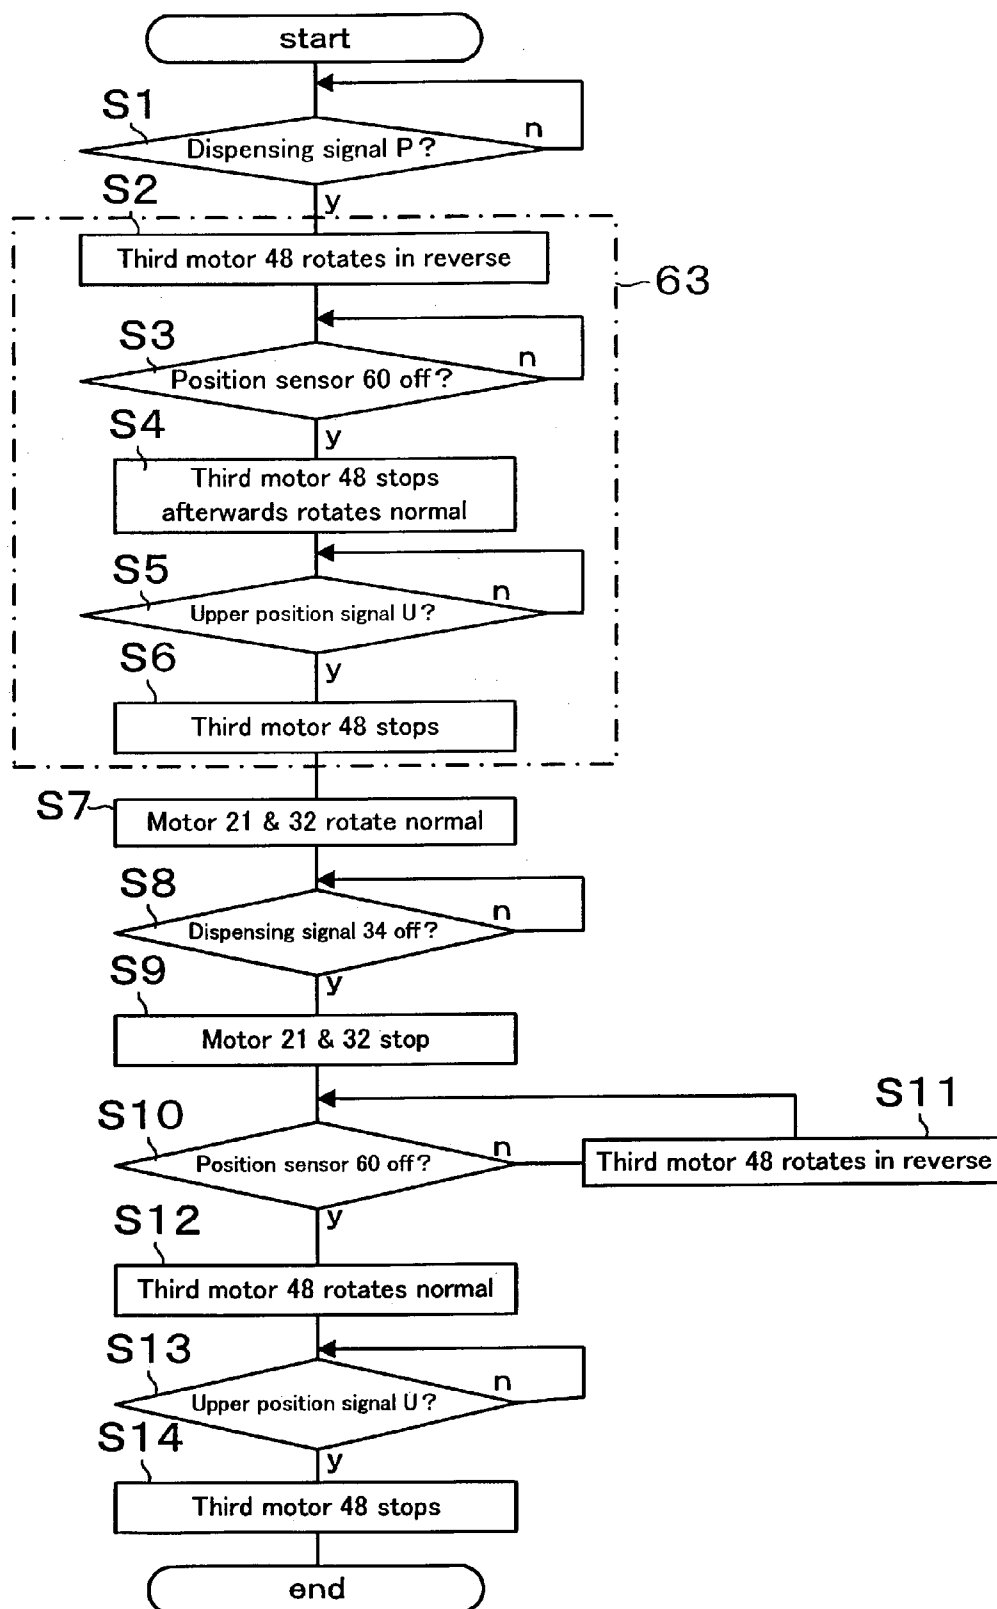 start
S1
Dispensing signal P?
n
y
S2
Third motor 48 rotates in reverse
63
S3
Position sensor 60 off?
n
y
S4
Third motor 48 stops
afterwards rotates normal
S5
Upper position signal U?
n
y
S6
Third motor 48 stops
S7
Motor 21 & 32 rotate normal
S8
Dispensing signal 34 off?
n
y
S9
Motor 21 & 32 stop
S10
Position sensor 60 off?
n
S11
Third motor 48 rotates in reverse
y
S12
Third motor 48 rotates normal
S13
Upper position signal U?
n
y
S14
Third motor 48 stops
end